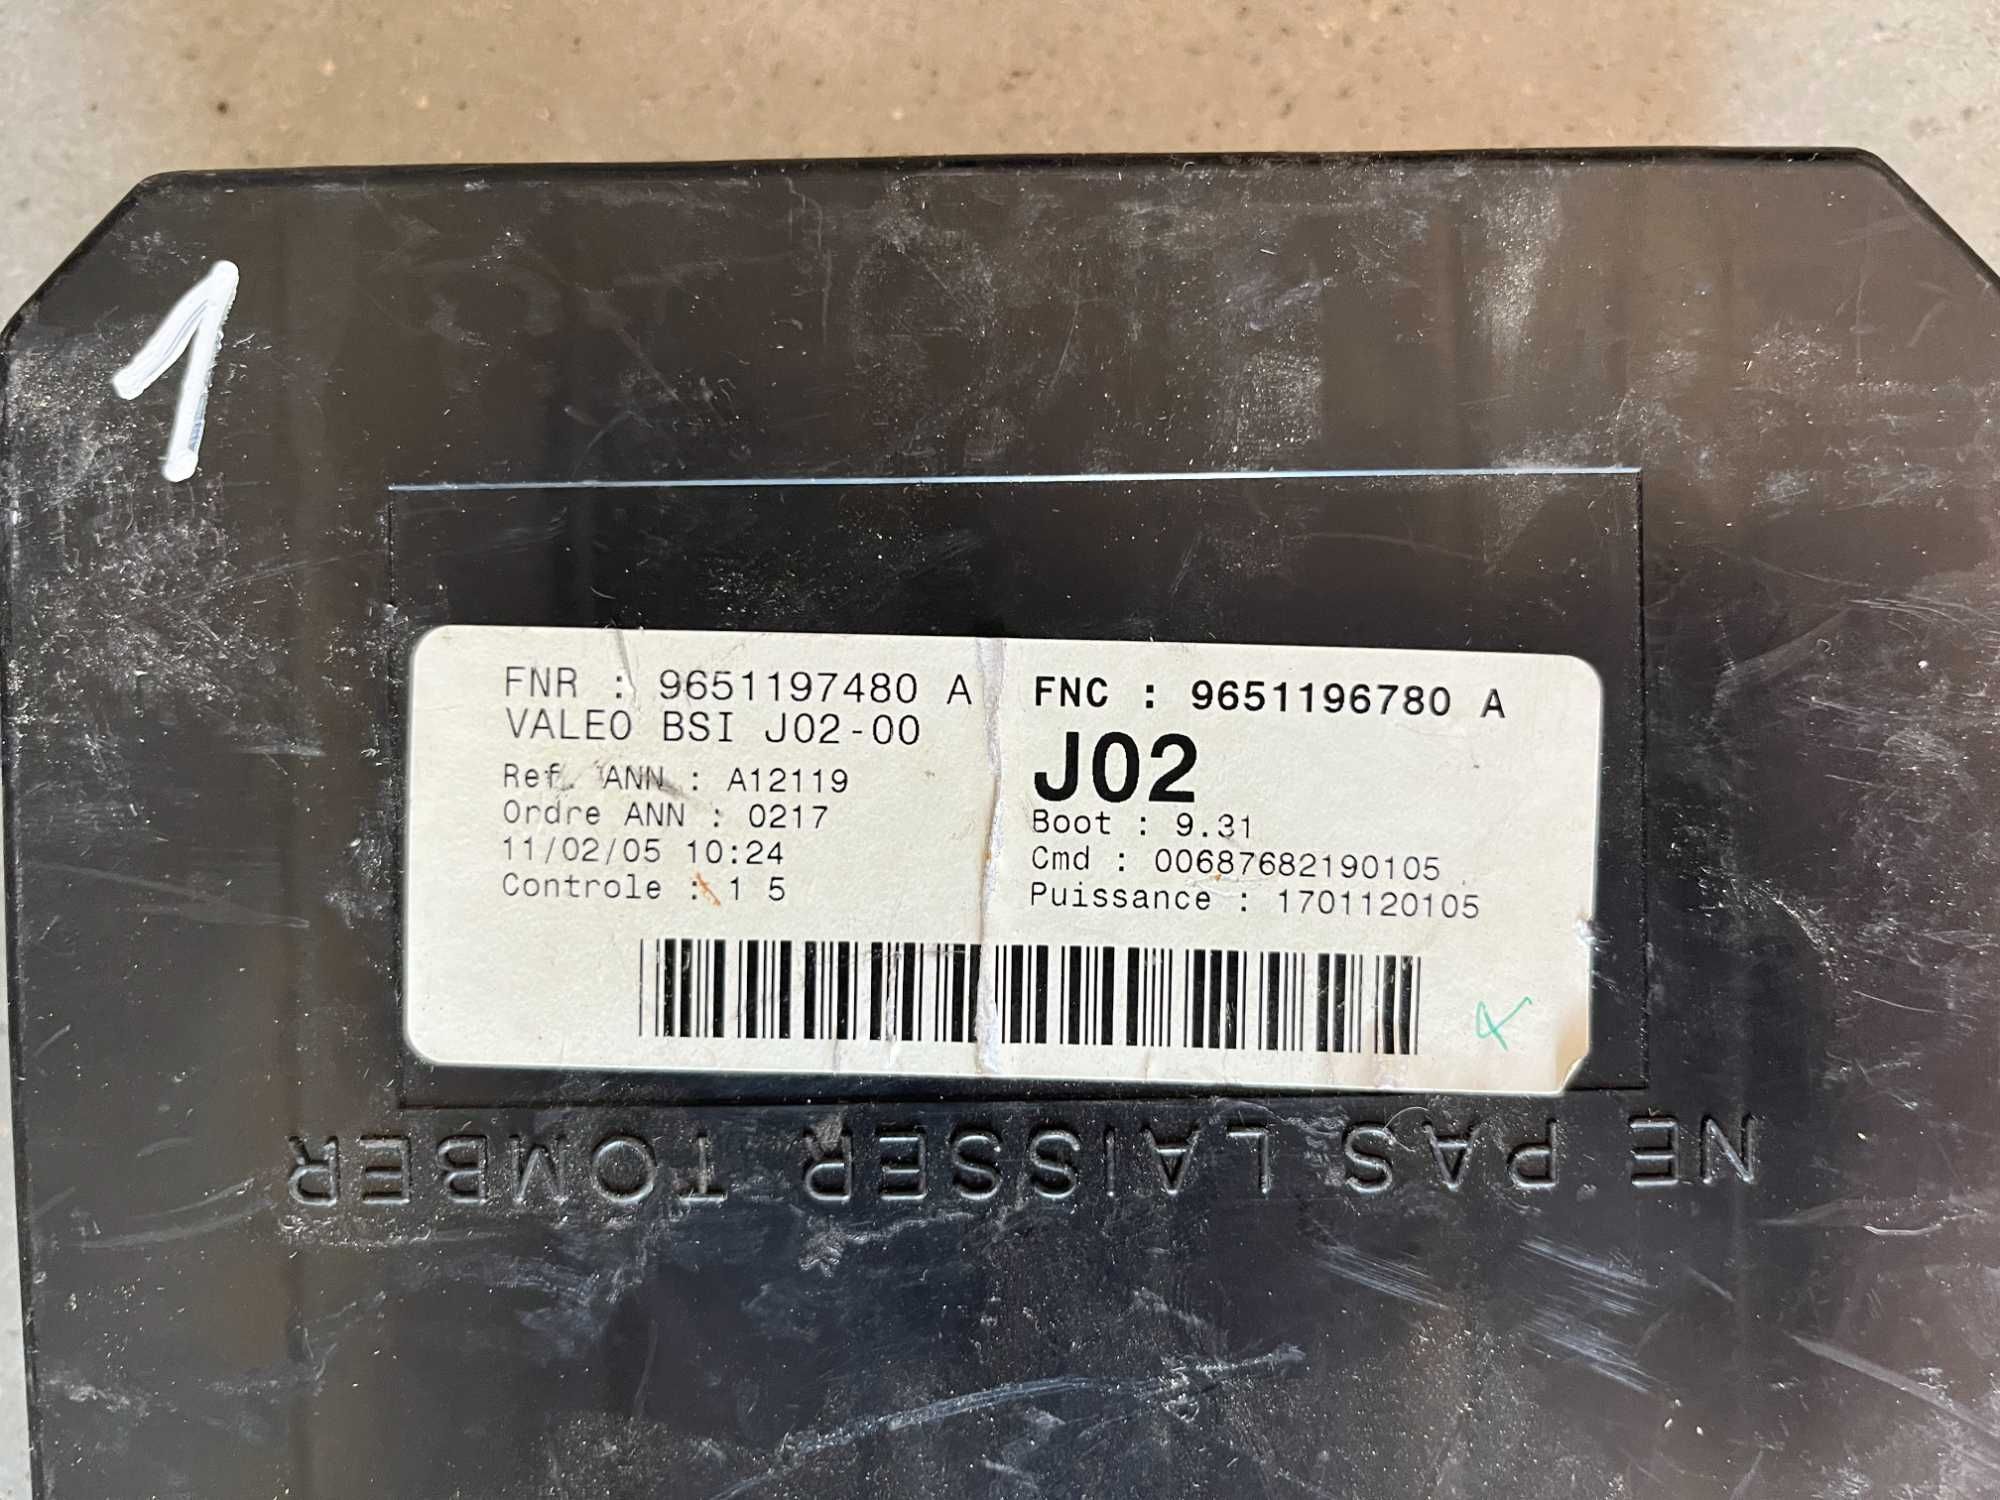 1
FNR : 9651197480 A
VALEO BSI J02-00
Ref. ANN : A12119
Ordre ANN : 0217
11/02/05 10:24
Controle : 1 5
FNC : 9651196780 A
J02
Boot : 9.31
Cmd : 00687682190105
Puissance : 1701120105
NE PAS LAISSER TOMBER